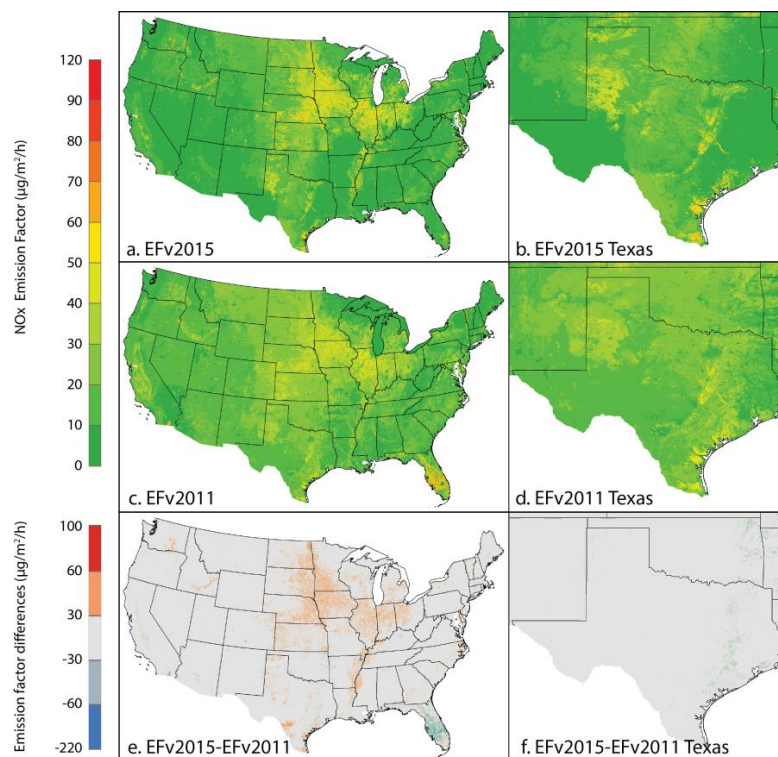 NOx Emission Factor (μg/m²/h)
120
90
80
70
60
50
40
30
20
10
0
a. EFv2015
b. EFv2015 Texas
c. EFv2011
d. EFv2011 Texas
Emission factor differences (μg/m²/h)
100
60
30
-30
-60
-220
e. EFv2015-EFv2011
f. EFv2015-EFv2011 Texas